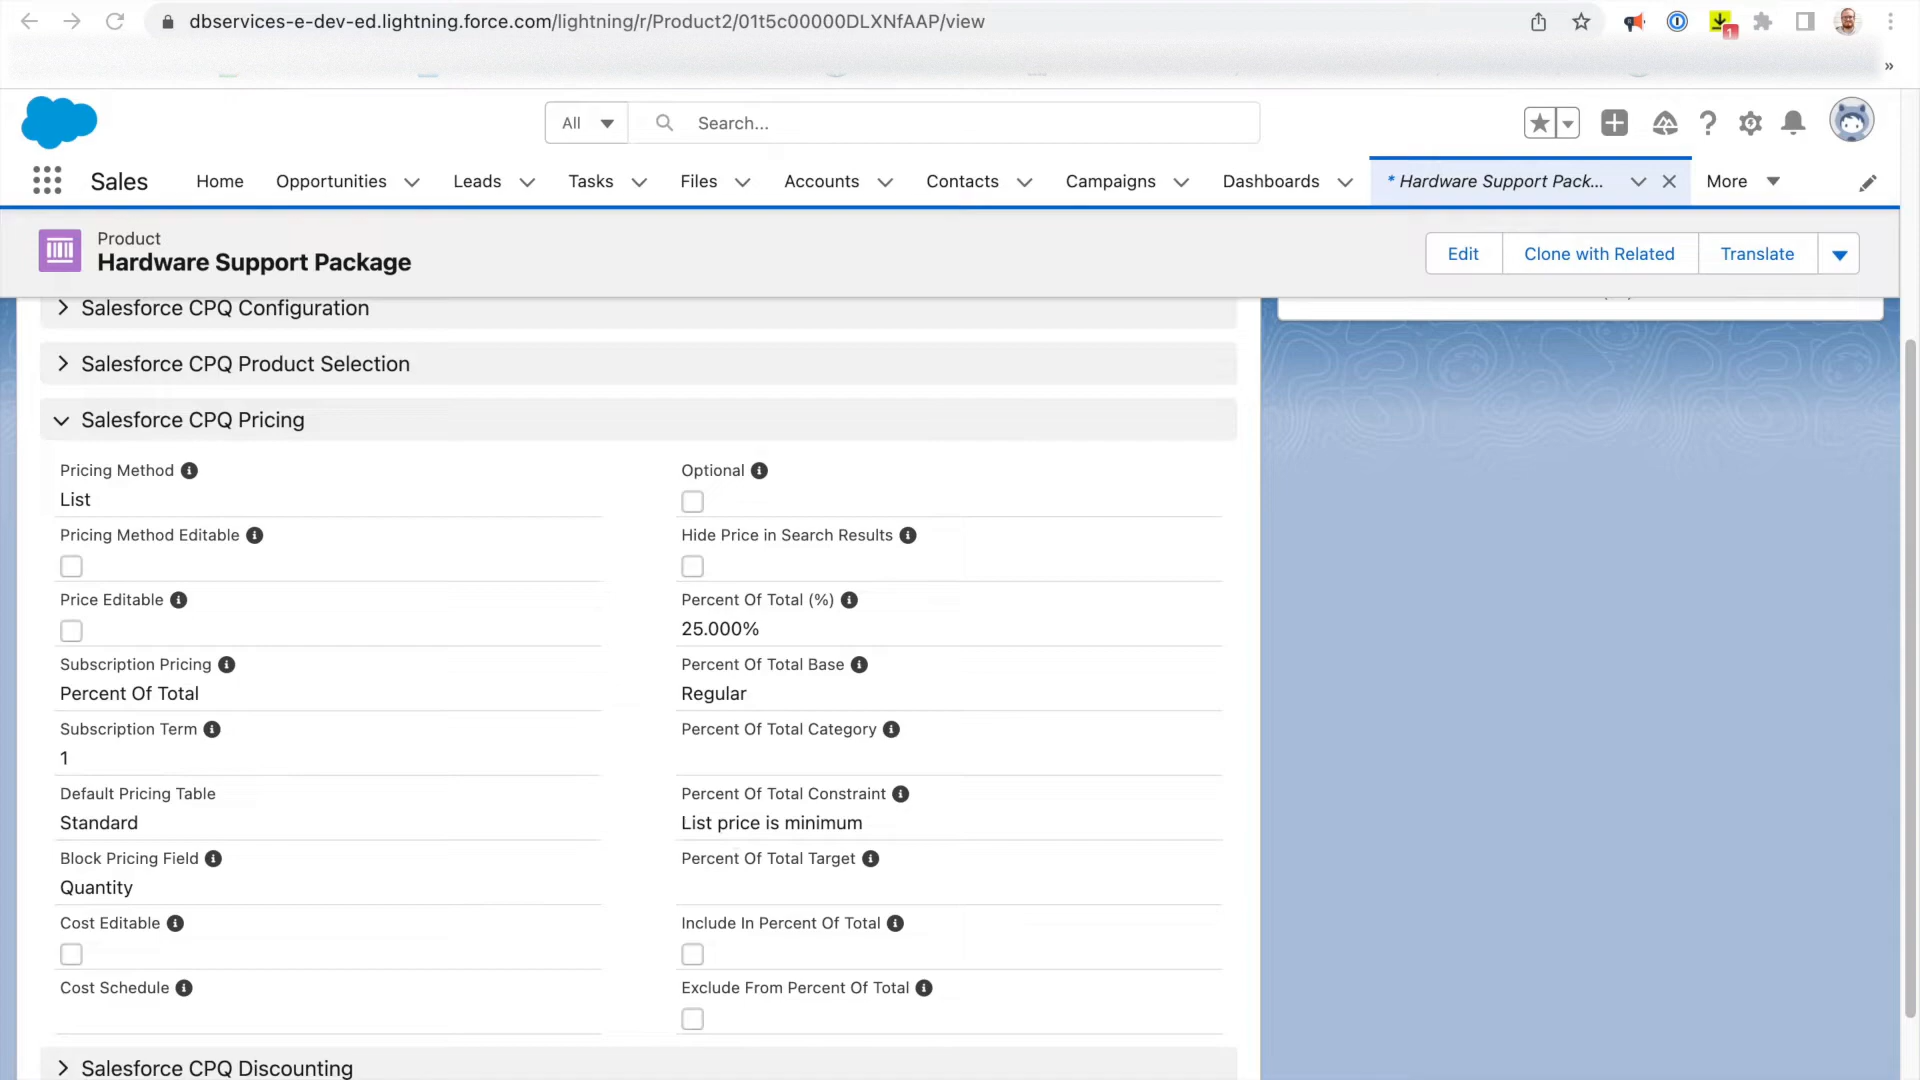 dbservices-e-dev-ed.lightning.force.com/lightning/r/Product2/01t5c00000DLXNfAAP/view
1
»
All
Search...
Sales
Home
Opportunities
Leads
Tasks
Files
Accounts
Contacts
Campaigns
Dashboards
* Hardware Support Pack...
More
Product
Hardware Support Package
Edit
Clone with Related
Translate
Salesforce CPQ Configuration
Salesforce CPQ Product Selection
Salesforce CPQ Pricing
Pricing Method
List
Optional
Pricing Method Editable
Hide Price in Search Results
Price Editable
Percent Of Total (%)
25.000%
Subscription Pricing
Percent Of Total
Percent Of Total Base
Regular
Subscription Term
1
Percent Of Total Category
Default Pricing Table
Standard
Percent Of Total Constraint
List price is minimum
Block Pricing Field
Quantity
Percent Of Total Target
Cost Editable
Include In Percent Of Total
Cost Schedule
Exclude From Percent Of Total
Salesforce CPQ Discounting